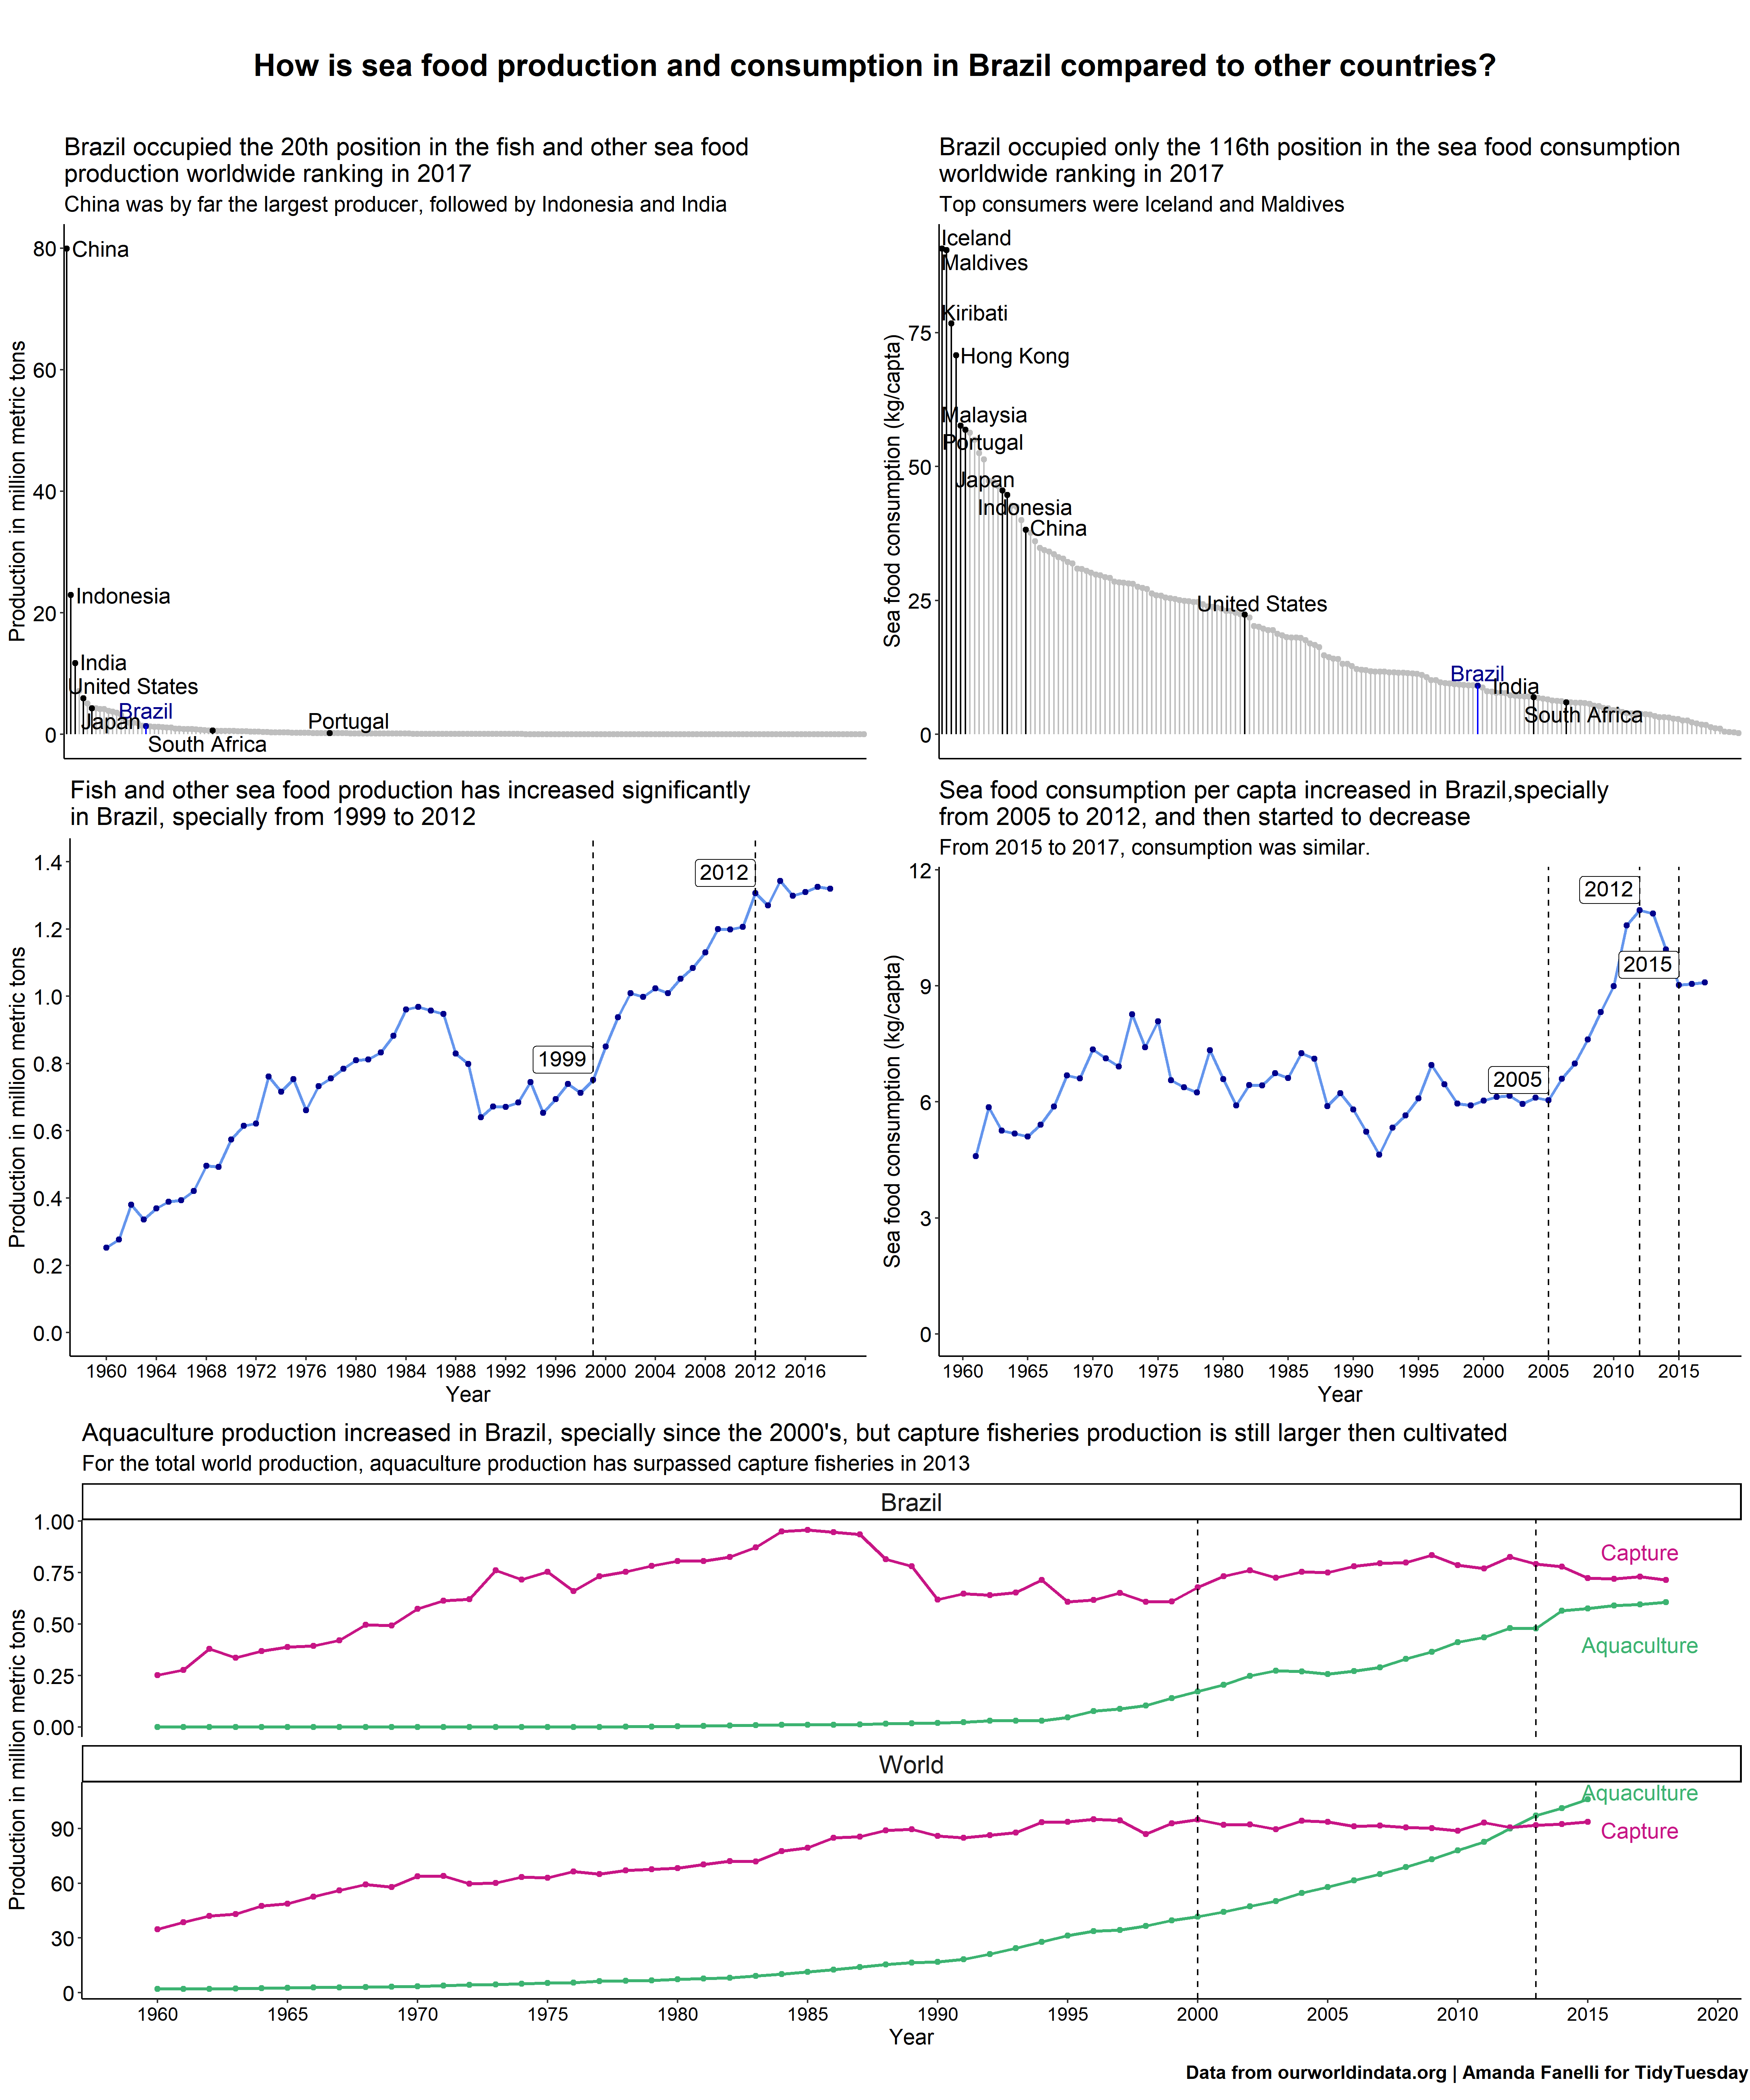 How is sea food production and consumption in Brazil compared to other countries?
Brazil occupied the 20th position in the fish and other sea food
production worldwide ranking in 2017
China was by far the largest producer, followed by Indonesia and India
Production in million metric tons
80
60
40
20
0
China
Indonesia
India
United States
Japan
Brazil
South Africa
Portugal
Brazil occupied only the 116th position in the sea food consumption
worldwide ranking in 2017
Top consumers were Iceland and Maldives
Sea food consumption (kg/capta)
75
50
25
0
Iceland
Maldives
Kiribati
Hong Kong
Malaysia
Portugal
Japan
Indonesia
China
United States
Brazil
India
South Africa
Fish and other sea food production has increased significantly
in Brazil, specially from 1999 to 2012
Production in million metric tons
1.4
1.2
1.0
0.8
0.6
0.4
0.2
0.0
1999
2012
1960 1964 1968 1972 1976 1980 1984 1988 1992 1996 2000 2004 2008 2012 2016
Year
Sea food consumption per capta increased in Brazil,specially
from 2005 to 2012, and then started to decrease
From 2015 to 2017, consumption was similar.
Sea food consumption (kg/capta)
12
9
6
3
0
2005
2012
2015
1960 1965 1970 1975 1980 1985 1990 1995 2000 2005 2010 2015
Year
Aquaculture production increased in Brazil, specially since the 2000's, but capture fisheries production is still larger then cultivated
For the total world production, aquaculture production has surpassed capture fisheries in 2013
Production in million metric tons
Brazil
1.00
0.75
0.50
0.25
0.00
Capture
Aquaculture
World
90
60
30
0
Aquaculture
Capture
1960 1965 1970 1975 1980 1985 1990 1995 2000 2005 2010 2015 2020
Year
Data from ourworldindata.org | Amanda Fanelli for TidyTuesday